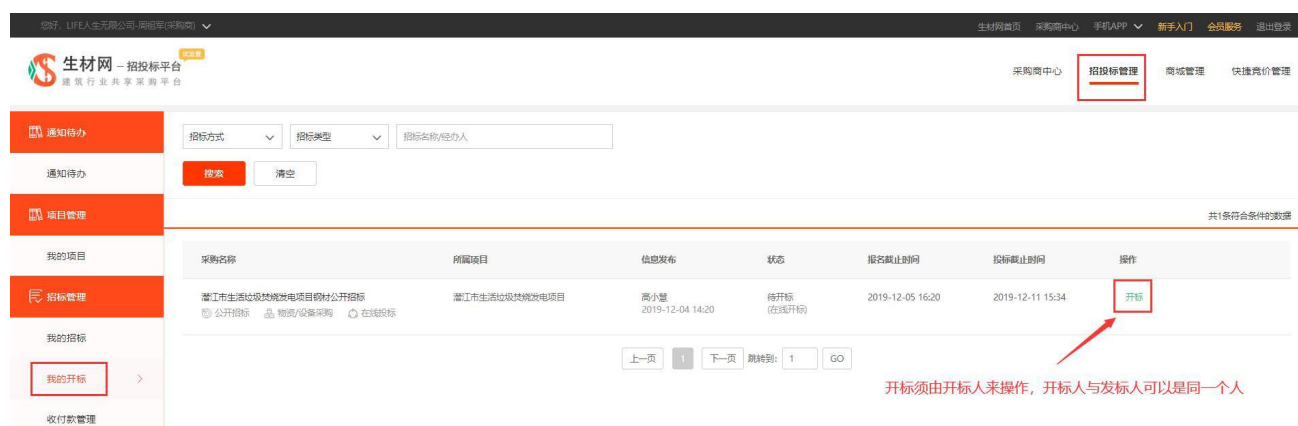 您好，LIFE人生无限公司-周祖军(采购商)
生材网首页 采购商中心 手机APP 新手入门 会员服务 退出登录
生材网 – 招投标平台
建筑行业共享采购平台
采购商中心 招投标管理 商城管理 快捷竞价管理
通知待办
招标方式 招标类型 招标名称/经办人
通知待办
搜索 清空
项目管理
共1条符合条件的数据
我的项目
采购名称 所属项目 信息发布 状态 报名截止时间 投标截止时间 操作
招标管理
潜江市生活垃圾焚烧发电项目钢材公开招标 潜江市生活垃圾焚烧发电项目 高小慧 待开标 2019-12-05 16:20 2019-12-11 15:34 开标
公开招标 物资/设备采购 在线投标 2019-12-04 14:20 (在线开标)
我的招标
上一页 1 下一页 跳转到: 1 GO
我的开标
开标须由开标人来操作，开标人与发标人可以是同一个人
收付款管理